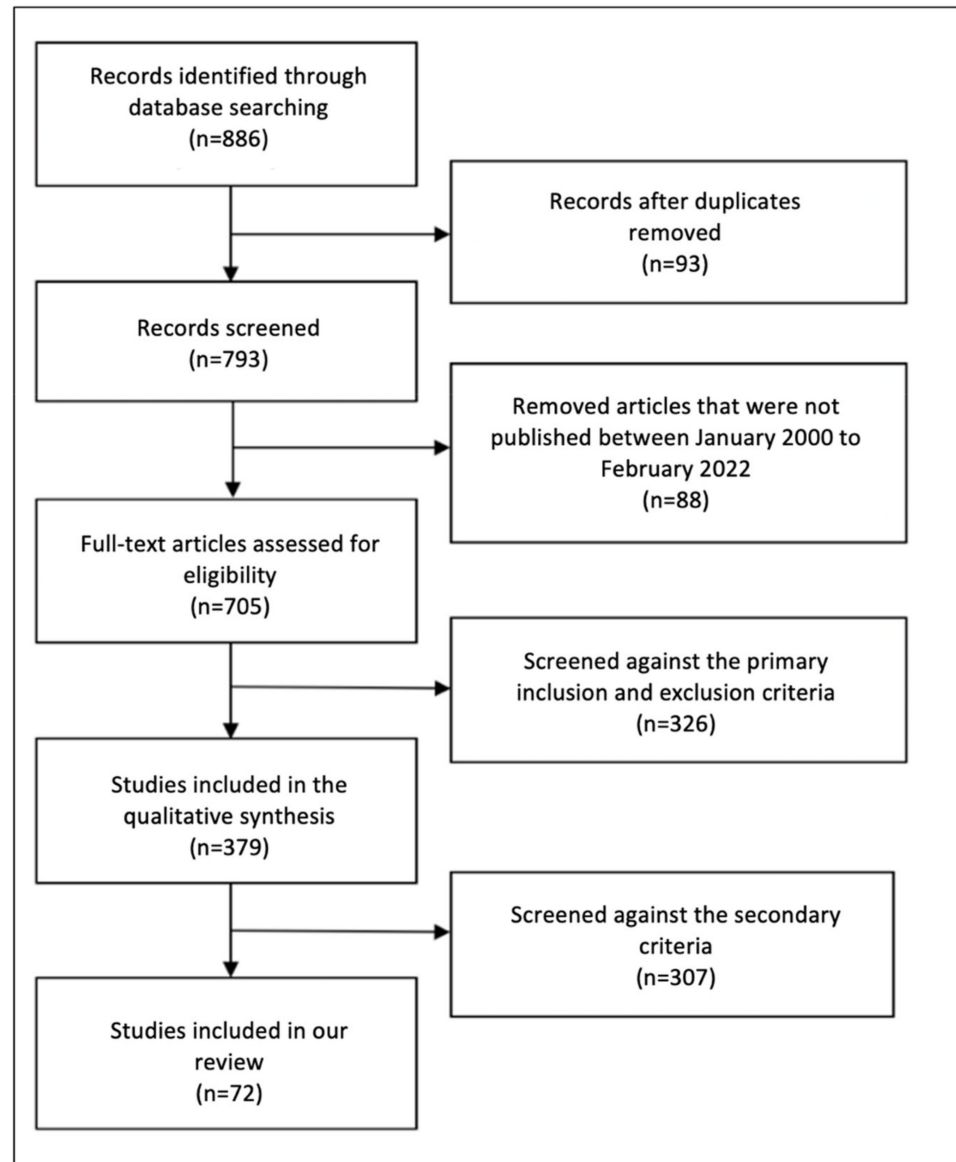 Records identified through
database searching
(n=886)
Records after duplicates
removed
(n=93)
Records screened
(n=793)
Removed articles that were not
published between January 2000 to
February 2022
(n=88)
Full-text articles assessed for
eligibility
(n=705)
Screened against the primary
inclusion and exclusion criteria
(n=326)
Studies included in the
qualitative synthesis
(n=379)
Screened against the secondary
criteria
(n=307)
Studies included in our
review
(n=72)